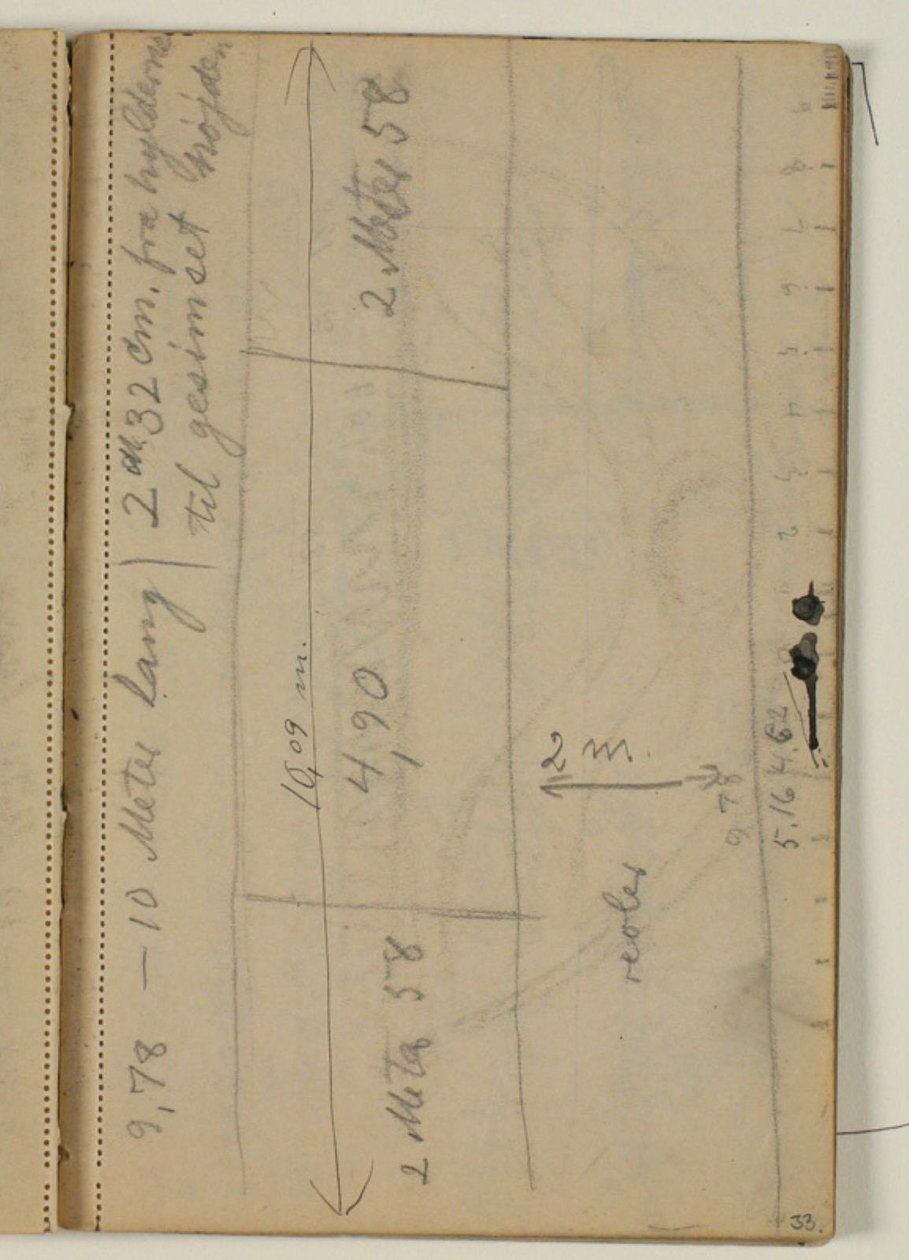 9,78 — 10 Meter lang) 2 m. 32 cm. fra hylderne
til gesimset højde
10,09 m.
2 Meter 58
4,90
2 Meter 58
2 m.
reoler
9,78
5.16 4.62
33.